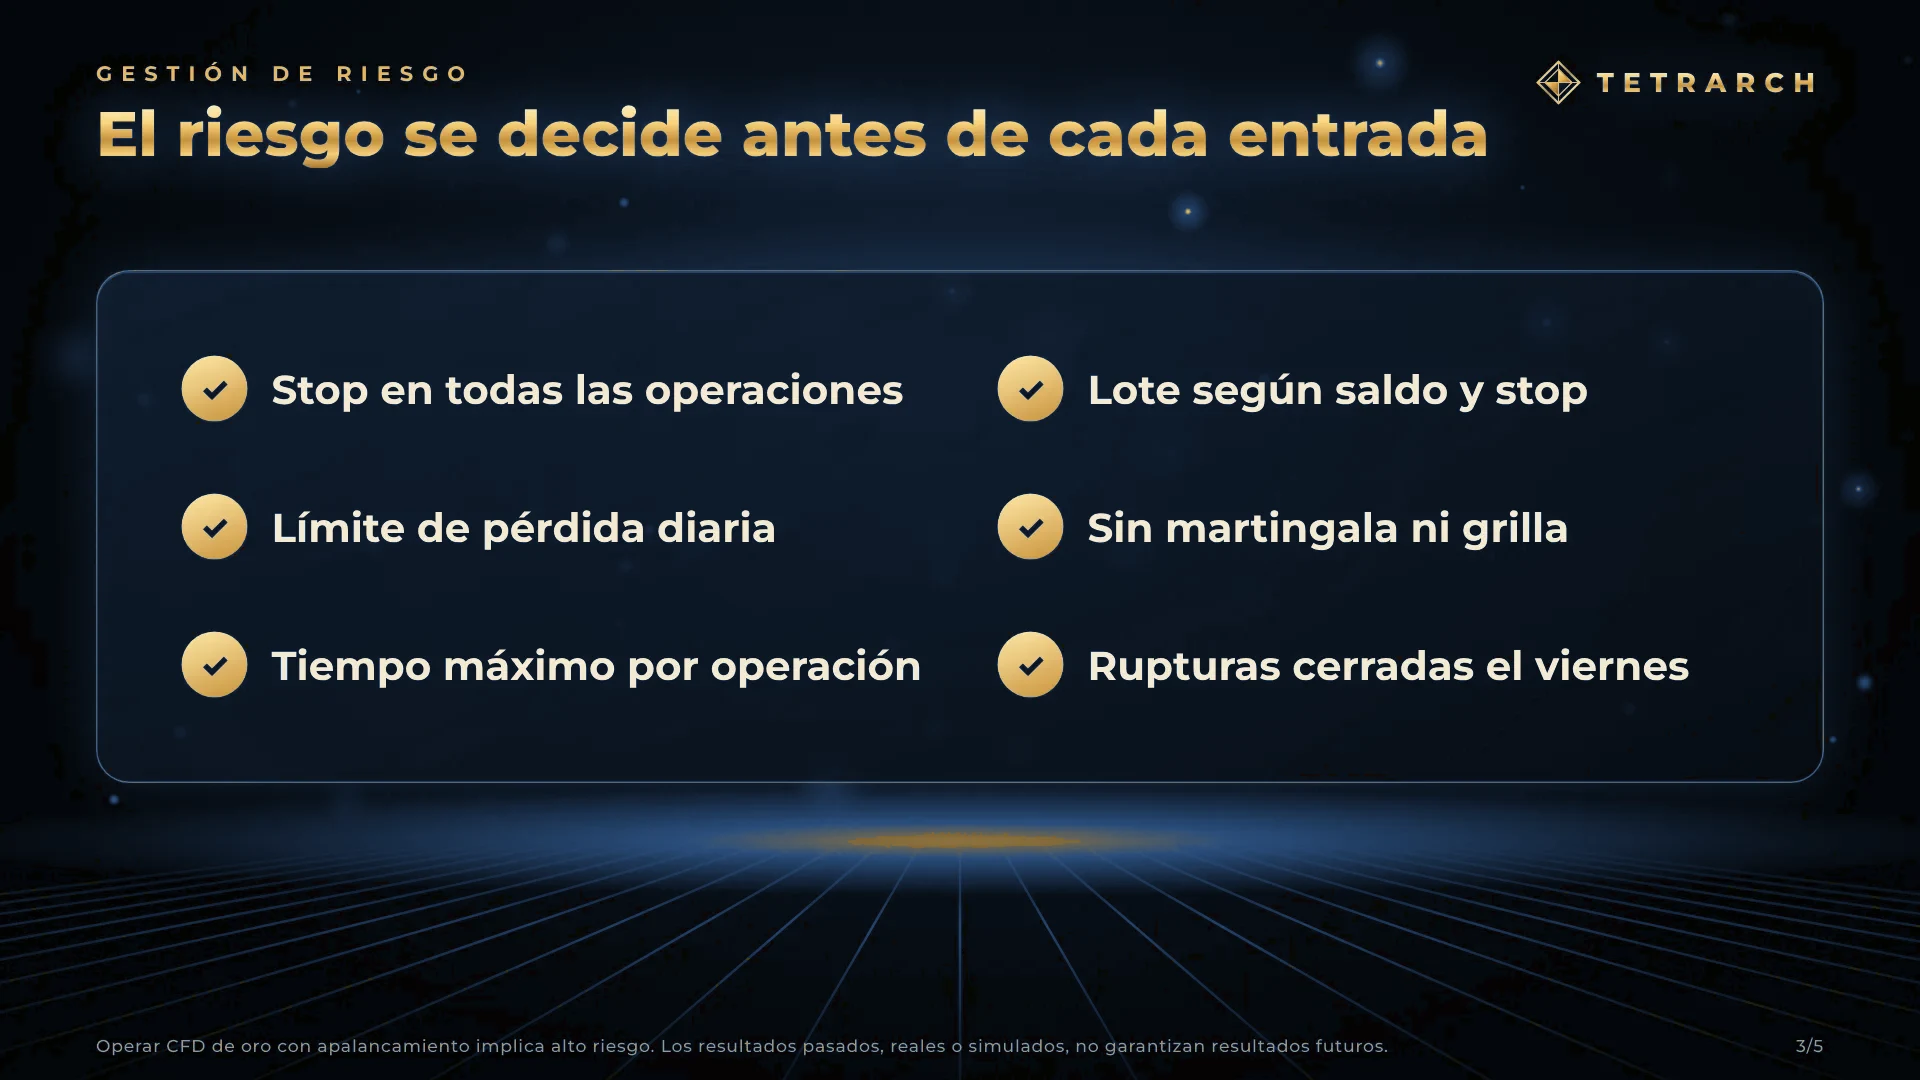 GESTIÓN DE RIESGO
TETRARCH
El riesgo se decide antes de cada entrada
Stop en todas las operaciones
Lote según saldo y stop
Límite de pérdida diaria
Sin martingala ni grilla
Tiempo máximo por operación
Rupturas cerradas el viernes
Operar CFD de oro con apalancamiento implica alto riesgo. Los resultados pasados, reales o simulados, no garantizan resultados futuros.
3/5